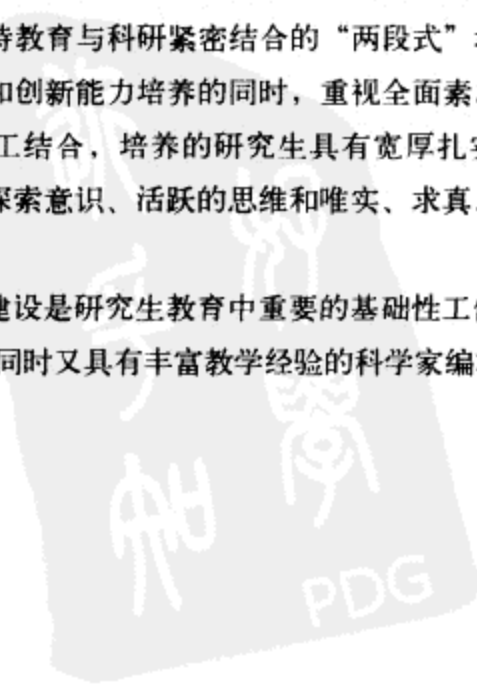 持教育与科研紧密结合的“两段式”
和创新能力培养的同时，重视全面素
工结合，培养的研究生具有宽厚扎实
探索意识、活跃的思维和唯实、求真
建设是研究生教育中重要的基础性工作
同时又具有丰富教学经验的科学家编
PDG